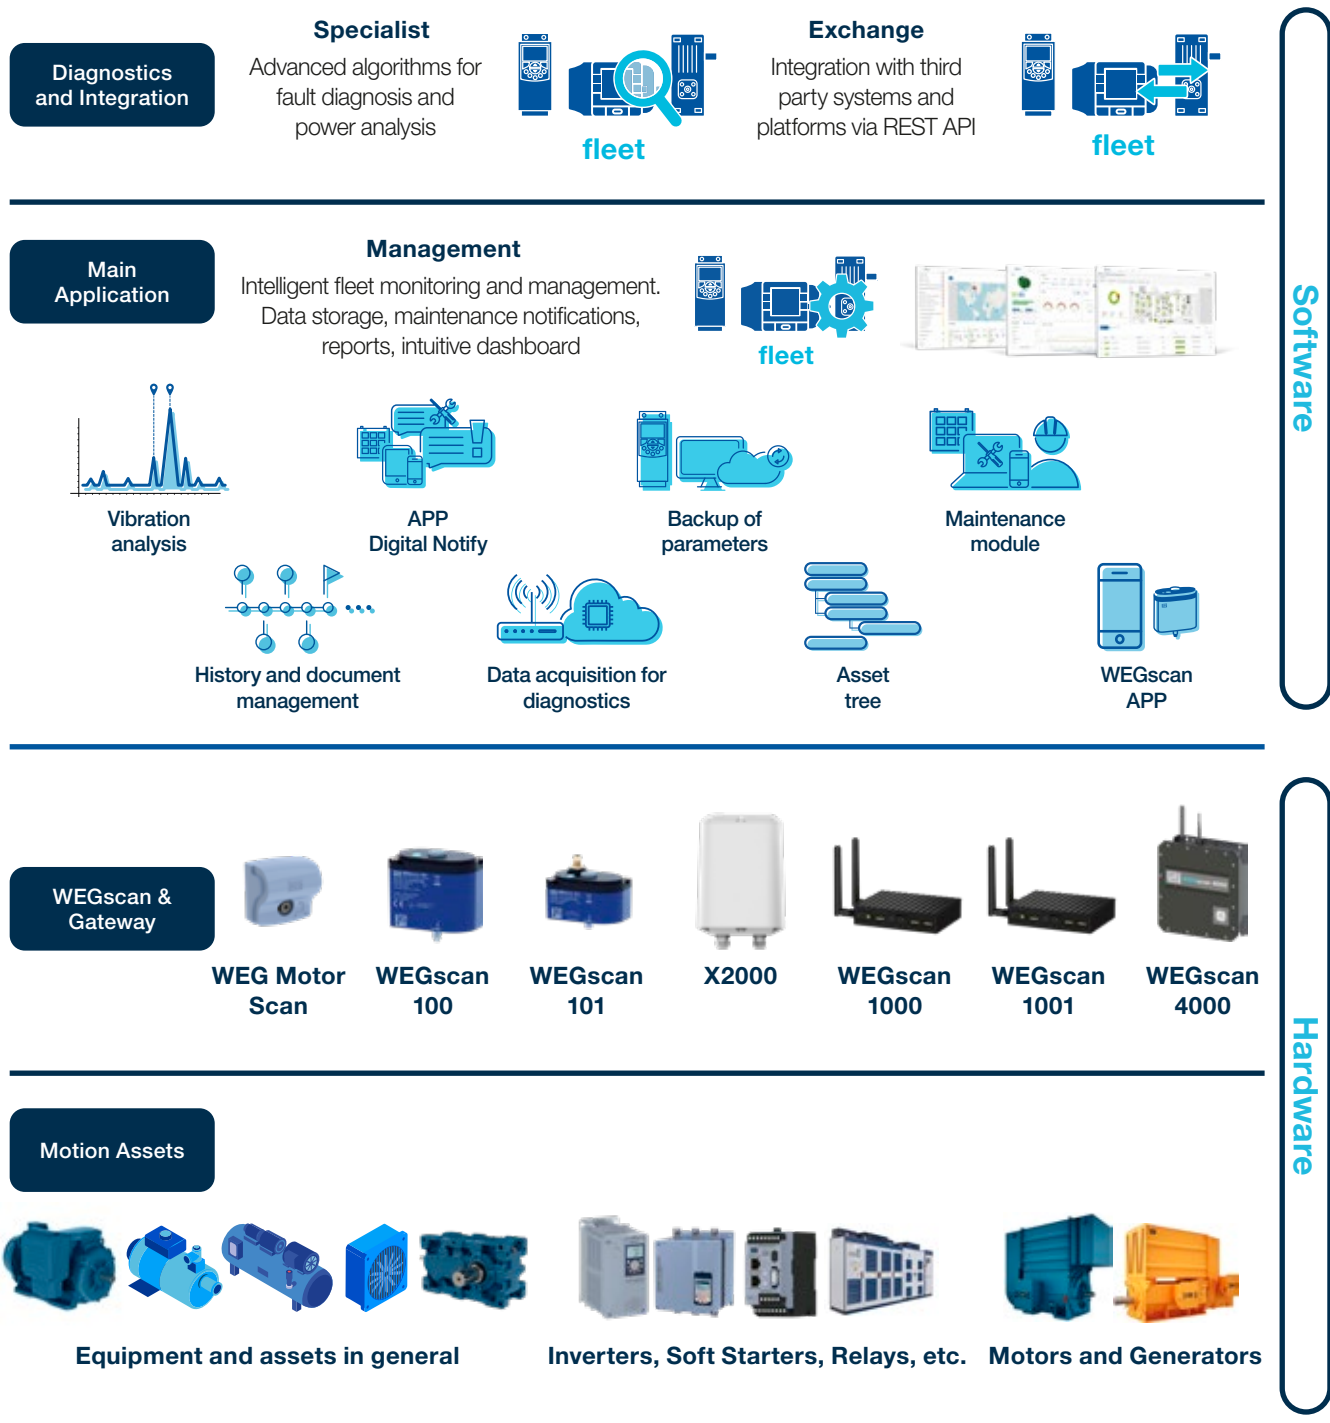 Diagnostics
and Integration
Specialist
Advanced algorithms for
fault diagnosis and
power analysis
fleet
Exchange
Integration with third
party systems and
platforms via REST API
fleet
Main
Application
Management
Intelligent fleet monitoring and management.
Data storage, maintenance notifications,
reports, intuitive dashboard
fleet
Vibration
analysis
APP
Digital Notify
Backup of
parameters
Maintenance
module
History and document
management
Data acquisition for
diagnostics
Asset
tree
WEGscan
APP
Software
WEGscan &
Gateway
WEG Motor
Scan
WEGscan
100
WEGscan
101
X2000
WEGscan
1000
WEGscan
1001
WEGscan
4000
Hardware
Motion Assets
Equipment and assets in general
Inverters, Soft Starters, Relays, etc.
Motors and Generators